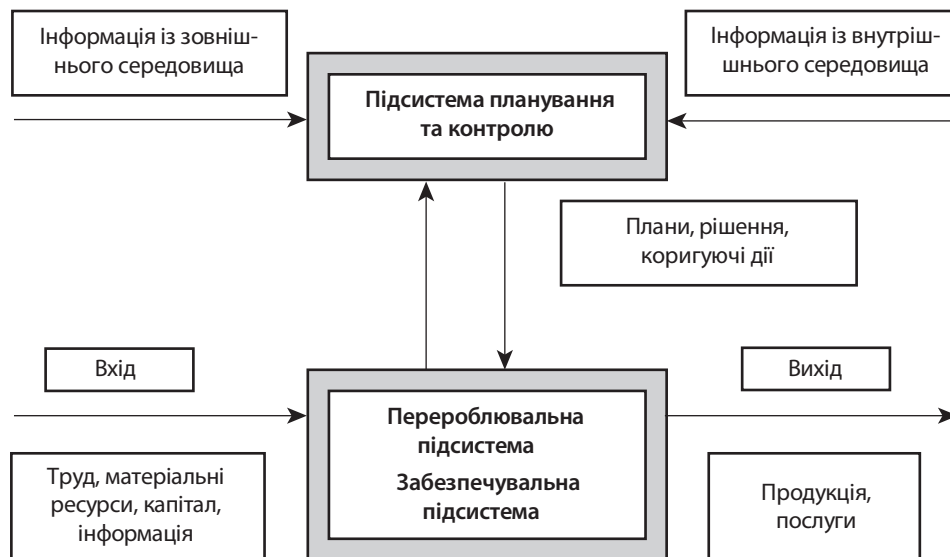 Інформація із зовніш-
нього середовища
Підсистема планування
та контролю
Інформація із внутріш-
шнього середовища
Плани, рішення,
коригуючі дії
Вхід
Вихід
Перероблювальна
підсистема
Забезпечувальна
підсистема
Труд, матеріальні
ресурси, капітал,
інформація
Продукція,
послуги